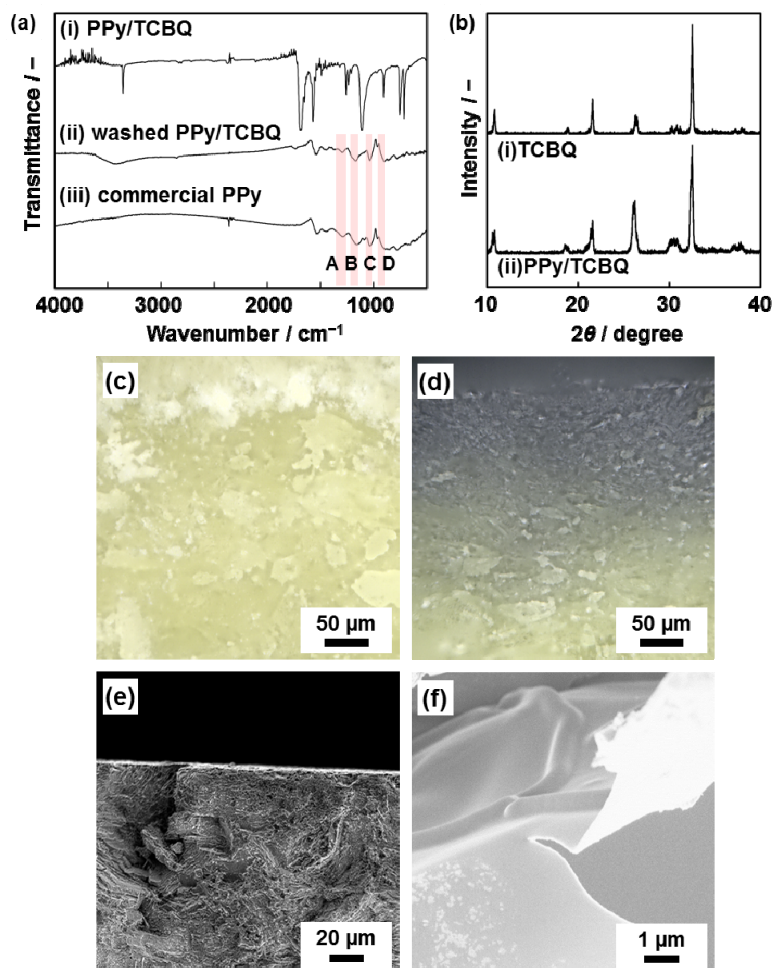 (a)
(i) PPy/TCBQ
(ii) washed PPy/TCBQ
(iii) commercial PPy
A B C D
4000 3000 2000 1000
Wavenumber / cm⁻¹
Transmittance / –
(b)
(i)TCBQ
(ii)PPy/TCBQ
10 20 30 40
2θ / degree
Intensity / –
(c)
50 μm
(d)
50 μm
(e)
20 μm
(f)
1 μm